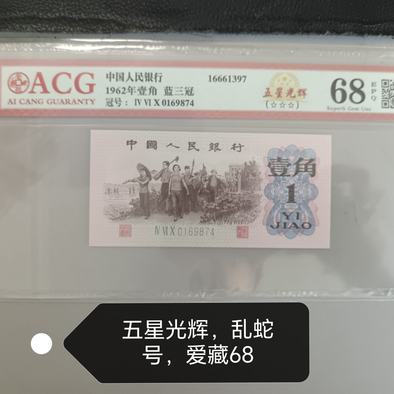 ACG
AI CANG GUARANTY
中国人民银行
1962年壹角 蓝三冠
冠号： IV VI X 0169874
16661397
五星光辉
(☆☆☆)
68
EPQ
Superb Gem Unc
中國人民銀行
壹角
1
YI
JIAO
IV VI X 0169874
五星光辉，乱蛇
号，爱藏68